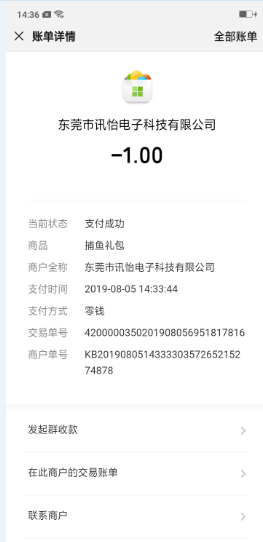 14:36
账单详情 全部账单
东莞市讯怡电子科技有限公司
-1.00
当前状态 支付成功
商品 捕鱼礼包
商户全称 东莞市讯怡电子科技有限公司
支付时间 2019-08-05 14:33:44
支付方式 零钱
交易单号 4200000350201908056951817816
商户单号 KB2019080514333303572652152
74878
发起群收款
在此商户的交易账单
联系商户